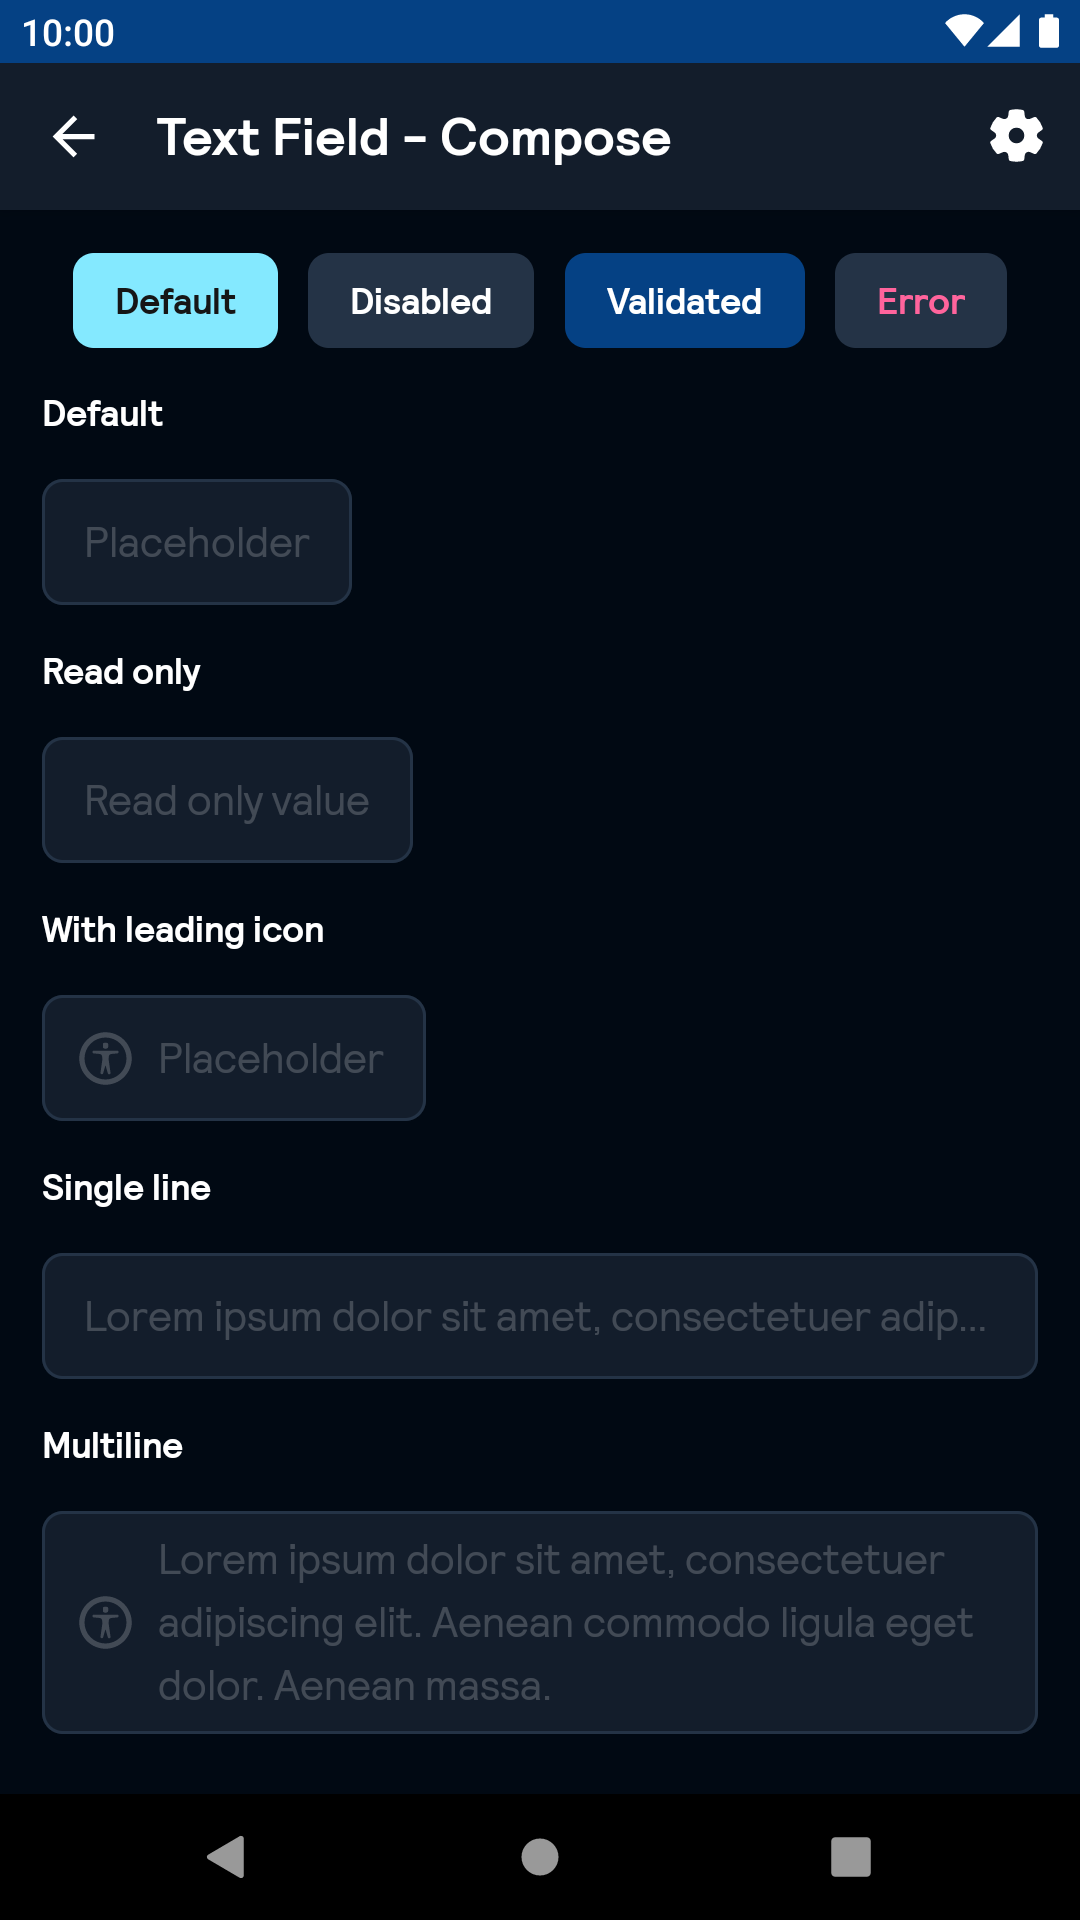 10:00
Text Field - Compose
Default
Disabled
Validated
Error
Default
Placeholder
Read only
Read only value
With leading icon
Placeholder
Single line
Lorem ipsum dolor sit amet, consectetuer adip...
Multiline
Lorem ipsum dolor sit amet, consectetuer
adipiscing elit. Aenean commodo ligula eget
dolor. Aenean massa.